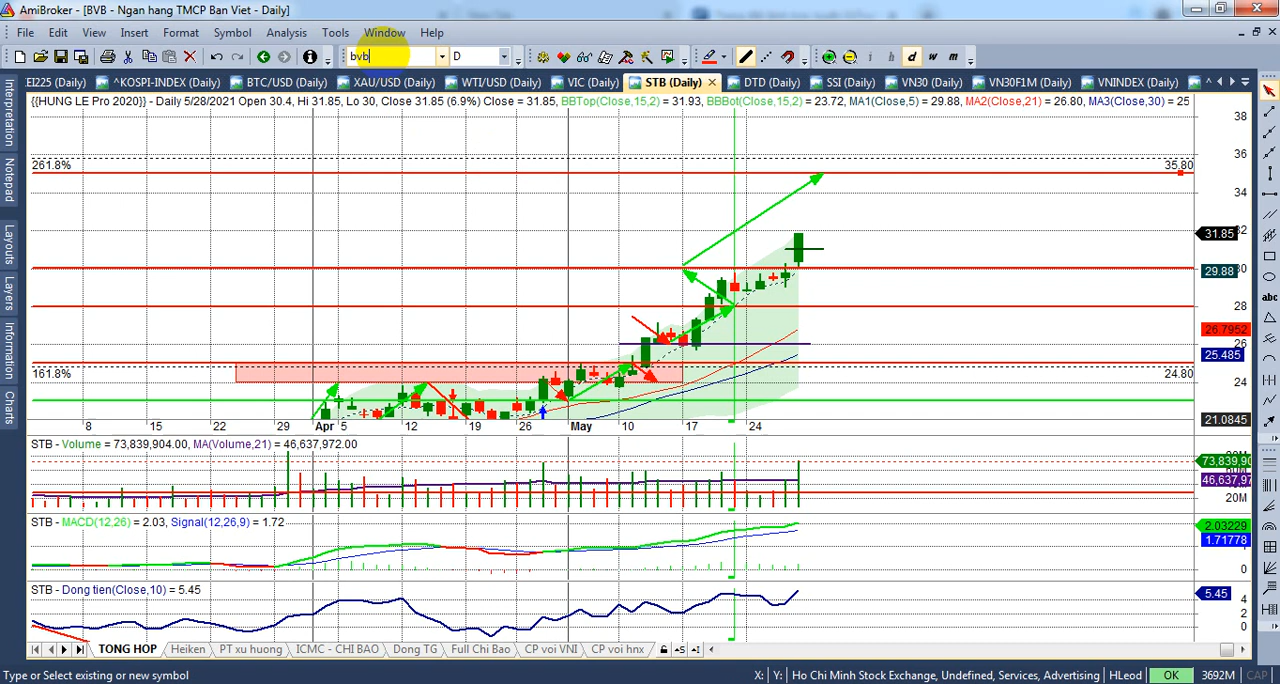 AmiBroker - [BVB - Ngan hang TMCP Ban Viet - Daily]
File Edit View Insert Format Symbol Analysis Tools Window Help
bvb D i h d w m
EI225 (Daily) ^KOSPI-INDEX (Daily) BTC/USD (Daily) XAU/USD (Daily) WTI/USD (Daily) VIC (Daily) STB (Daily) DTD (Daily) SSI (Daily) VN30 (Daily) VN30F1M (Daily) VNINDEX (Daily)
{{HUNG LE Pro 2020}} - Daily 5/28/2021 Open 30.4, Hi 31.85, Lo 30, Close 31.85 (6.9%) Close = 31.85, BBTop(Close,15,2) = 31.93, BBBot(Close,15,2) = 23.72, MA1(Close,5) = 29.88, MA2(Close,21) = 26.80, MA3(Close,30) = 25
Interpretation
Notepad
Layouts
Layers
Information
Charts
38
36
261.8% 35.80
34
32
31.85
30
29.88
28
26.7952
26
25.485
161.8% 24.80
24
21.0845
8 15 22 29 Apr 5 12 19 26 May 10 17 24
abc
STB - Volume = 73,839,904.00, MA(Volume,21) = 46,637,972.00
73,839,90
46,637,97
20M
STB - MACD(12,26) = 2.03, Signal(12,26,9) = 1.72
2.03229
1.71778
0
STB - Dong tien(Close,10) = 5.45
5.45
4
2
0
TONG HOP Heiken PT xu huong ICMC - CHI BAO Dong TG Full Chi Bao CP voi VNI CP voi hnx
Type or Select existing or new symbol X: Y: Ho Chi Minh Stock Exchange, Undefined, Services, Advertising HLeod OK 3692M CAP